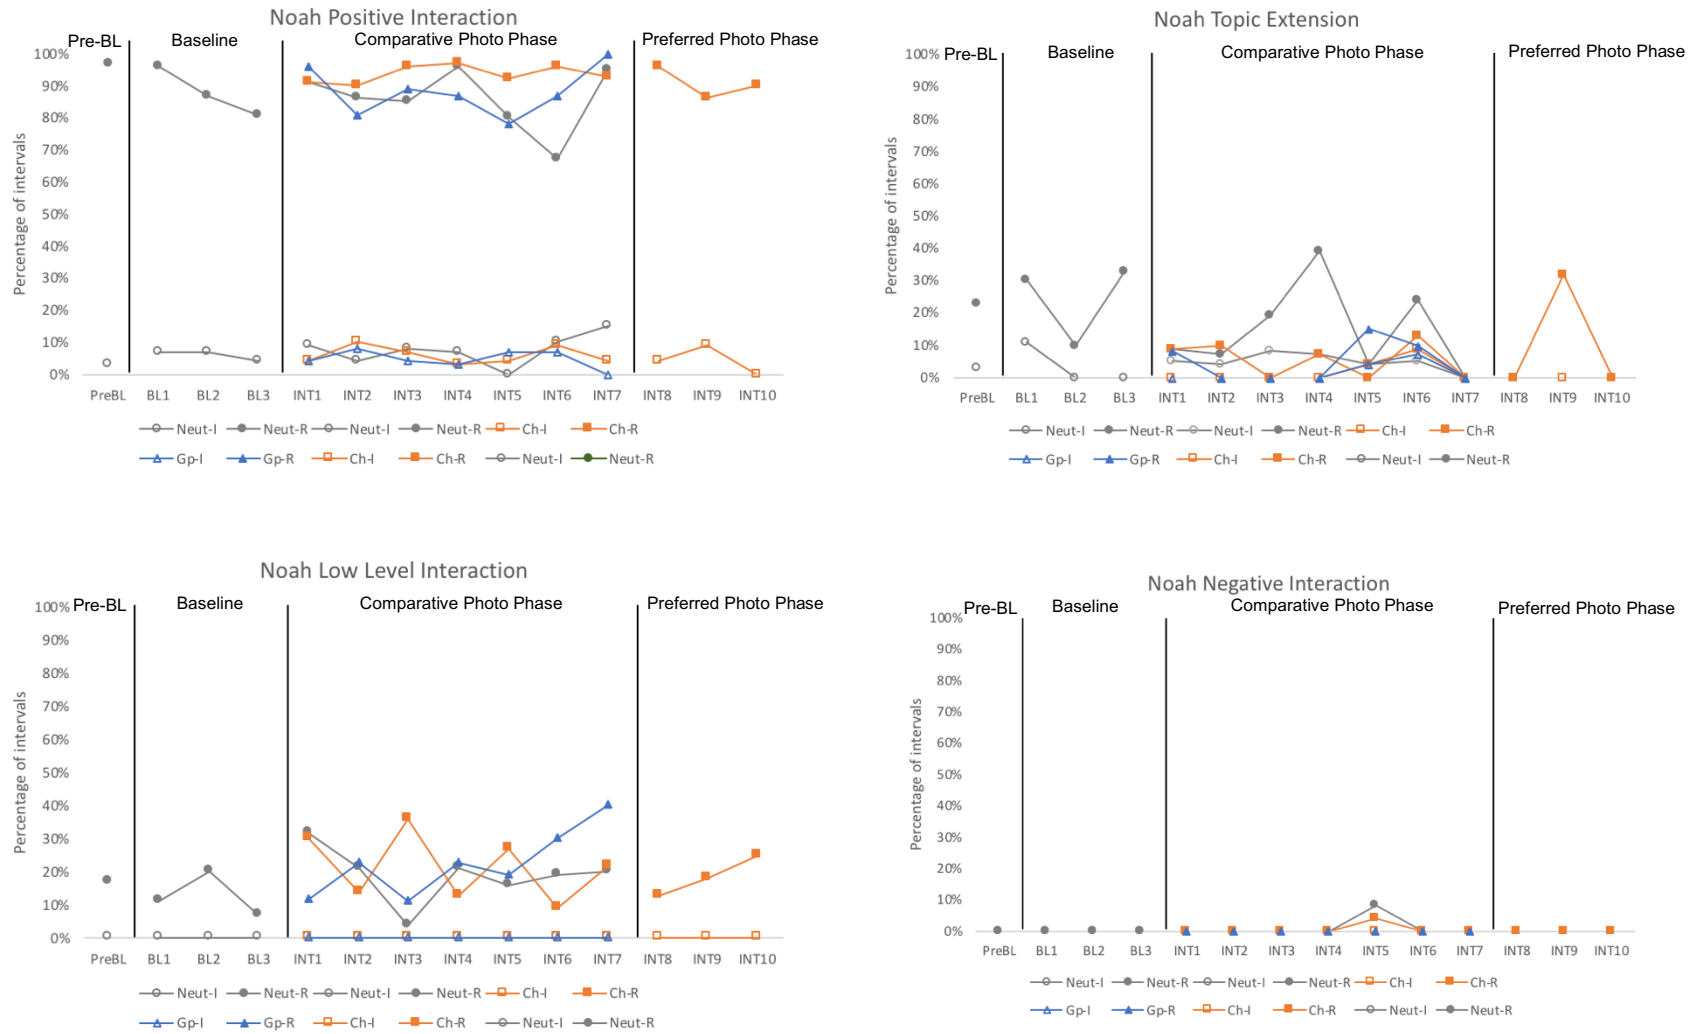 Noah Positive Interaction
Pre-BL Baseline Comparative Photo Phase Preferred Photo Phase
Percentage of intervals
100%
90%
80%
70%
60%
50%
40%
30%
20%
10%
0%
PreBL BL1 BL2 BL3 INT1 INT2 INT3 INT4 INT5 INT6 INT7 INT8 INT9 INT10
Neut-I Neut-R Neut-I Neut-R Ch-I Ch-R
Gp-I Gp-R Ch-I Ch-R Neut-I Neut-R
Noah Topic Extension
Pre-BL Baseline Comparative Photo Phase Preferred Photo Phase
Percentage of intervals
100%
90%
80%
70%
60%
50%
40%
30%
20%
10%
0%
PreBL BL1 BL2 BL3 INT1 INT2 INT3 INT4 INT5 INT6 INT7 INT8 INT9 INT10
Neut-I Neut-R Neut-I Neut-R Ch-I Ch-R
Gp-I Gp-R Ch-I Ch-R Neut-I Neut-R
Noah Low Level Interaction
Pre-BL Baseline Comparative Photo Phase Preferred Photo Phase
Percentage of intervals
100%
90%
80%
70%
60%
50%
40%
30%
20%
10%
0%
PreBL BL1 BL2 BL3 INT1 INT2 INT3 INT4 INT5 INT6 INT7 INT8 INT9 INT10
Neut-I Neut-R Neut-I Neut-R Ch-I Ch-R
Gp-I Gp-R Ch-I Ch-R Neut-I Neut-R
Noah Negative Interaction
Pre-BL Baseline Comparative Photo Phase Preferred Photo Phase
Percentage of intervals
100%
90%
80%
70%
60%
50%
40%
30%
20%
10%
0%
PreBL BL1 BL2 BL3 INT1 INT2 INT3 INT4 INT5 INT6 INT7 INT8 INT9 INT10
Neut-I Neut-R Neut-I Neut-R Ch-I Ch-R
Gp-I Gp-R Ch-I Ch-R Neut-I Neut-R